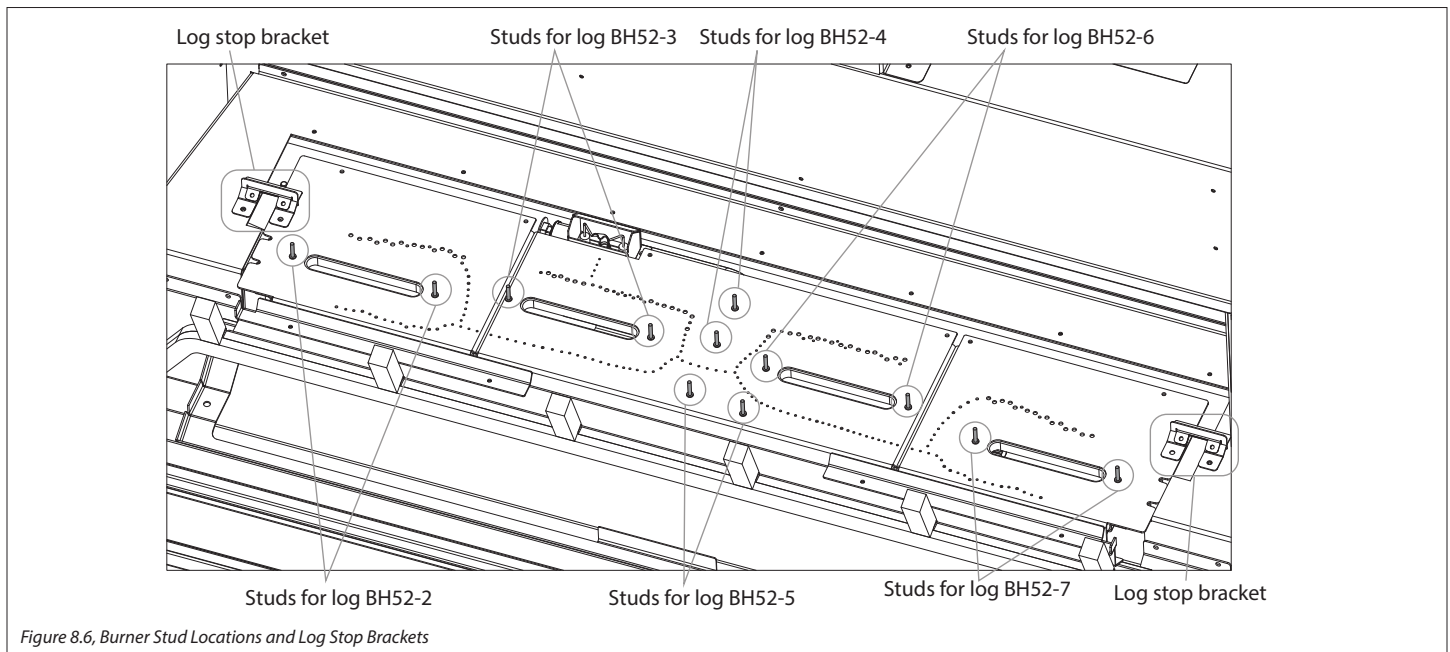 Log stop bracket
Studs for log BH52-3
Studs for log BH52-4
Studs for log BH52-6
Studs for log BH52-2
Studs for log BH52-5
Studs for log BH52-7
Log stop bracket
Figure 8.6, Burner Stud Locations and Log Stop Brackets